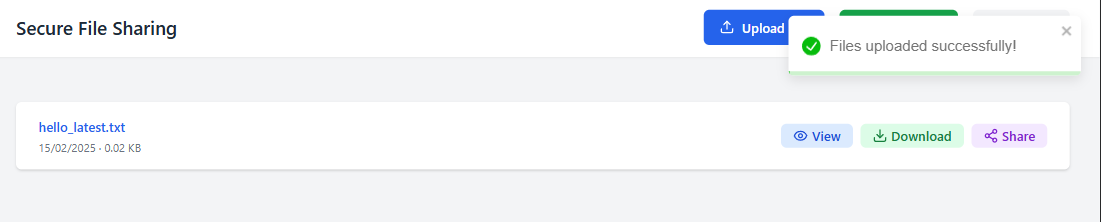 Secure File Sharing
Upload
Files uploaded successfully!
hello_latest.txt
15/02/2025 · 0.02 KB
View
Download
Share